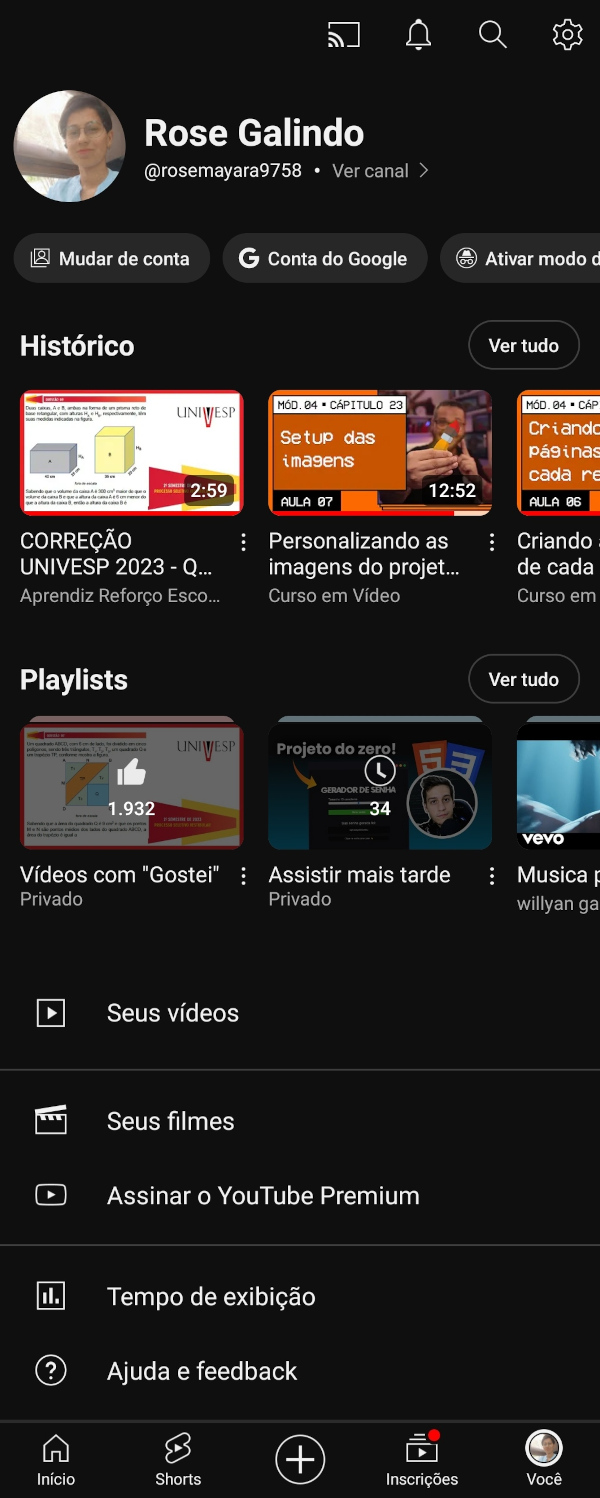 Rose Galindo
@rosemayara9758 • Ver canal
Mudar de conta
Conta do Google
Ativar modo d
Histórico
Ver tudo
UNIVESP
2:59
MÓD.04 ▪ CÁPITULO 23
Setup das
imagens
AULA 07
12:52
MÓD.04 ▪ CÁP
Criando
páginas
cada re
AULA 06
CORREÇÃO
UNIVESP 2023 - Q...
Aprendiz Reforço Esco...
Personalizando as
imagens do projet...
Curso em Vídeo
Criando
de cada
Curso em
Playlists
Ver tudo
UNIVESP
1.932
Projeto do zero!
GERADOR DE SENHA
34
vevo
Vídeos com "Gostei"
Privado
Assistir mais tarde
Privado
Musica p
willyan ga
Seus vídeos
Seus filmes
Assinar o YouTube Premium
Tempo de exibição
Ajuda e feedback
Início
Shorts
Inscrições
Você